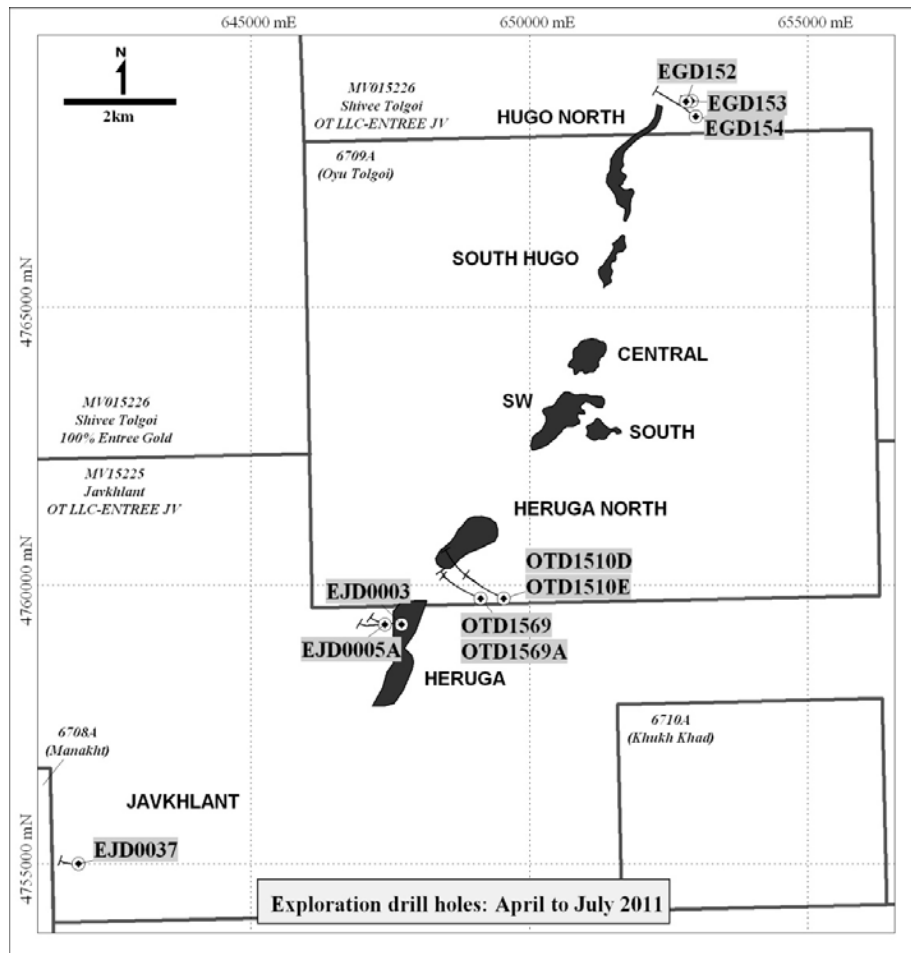 645000 mE
650000 mE
655000 mE
N
2km
MV015226
Shivee Tolgoi
OT LLC-ENTREE JV
HUGO NORTH
EGD152
EGD153
EGD154
6709A
(Oyu Tolgoi)
SOUTH HUGO
4765000 mN
CENTRAL
SW
SOUTH
MV015226
Shivee Tolgoi
100% Entree Gold
MV15225
Javkhlant
OT LLC-ENTREE JV
HERUGA NORTH
OTD1510D
OTD1510E
4760000 mN
EJD0003
EJD0005A
OTD1569
OTD1569A
HERUGA
6708A
(Manakht)
6710A
(Khukh Khad)
JAVKHLANT
EJD0037
4755000 mN
Exploration drill holes: April to July 2011